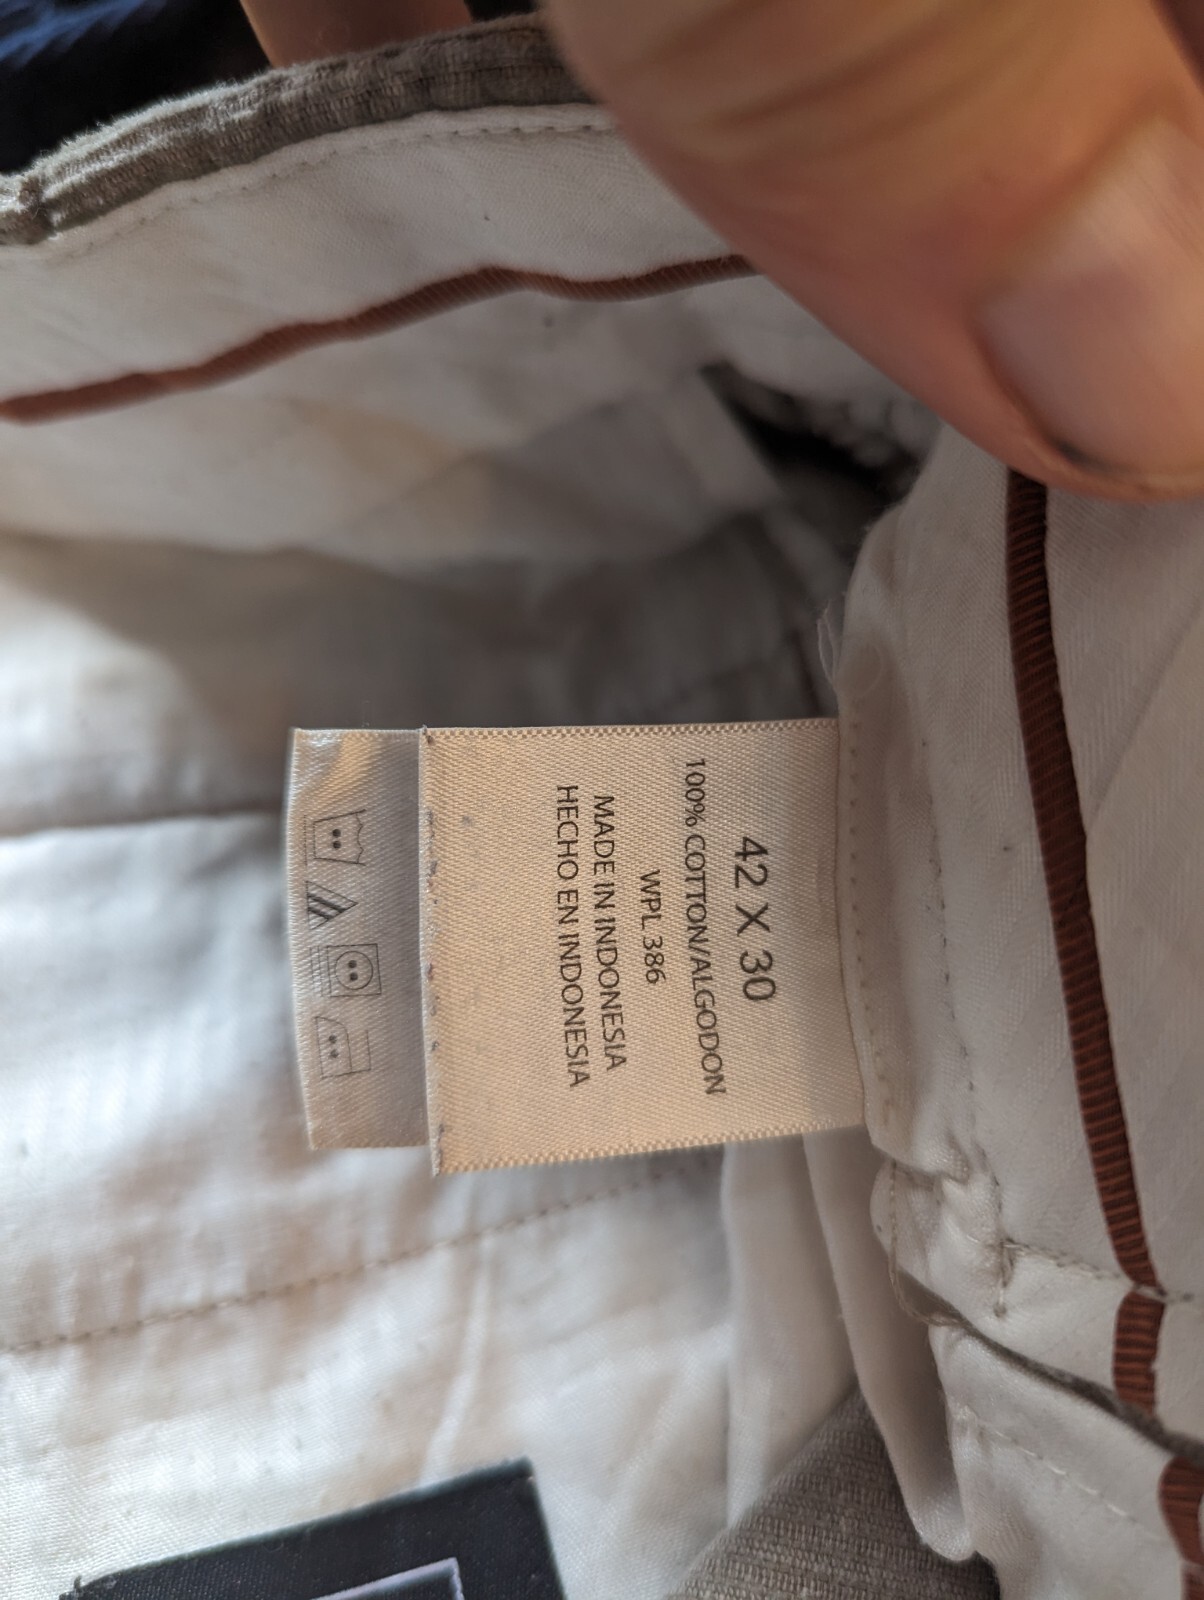 42 X 30
100% COTTON/ALGODON
WPL 386
MADE IN INDONESIA
HECHO EN INDONESIA